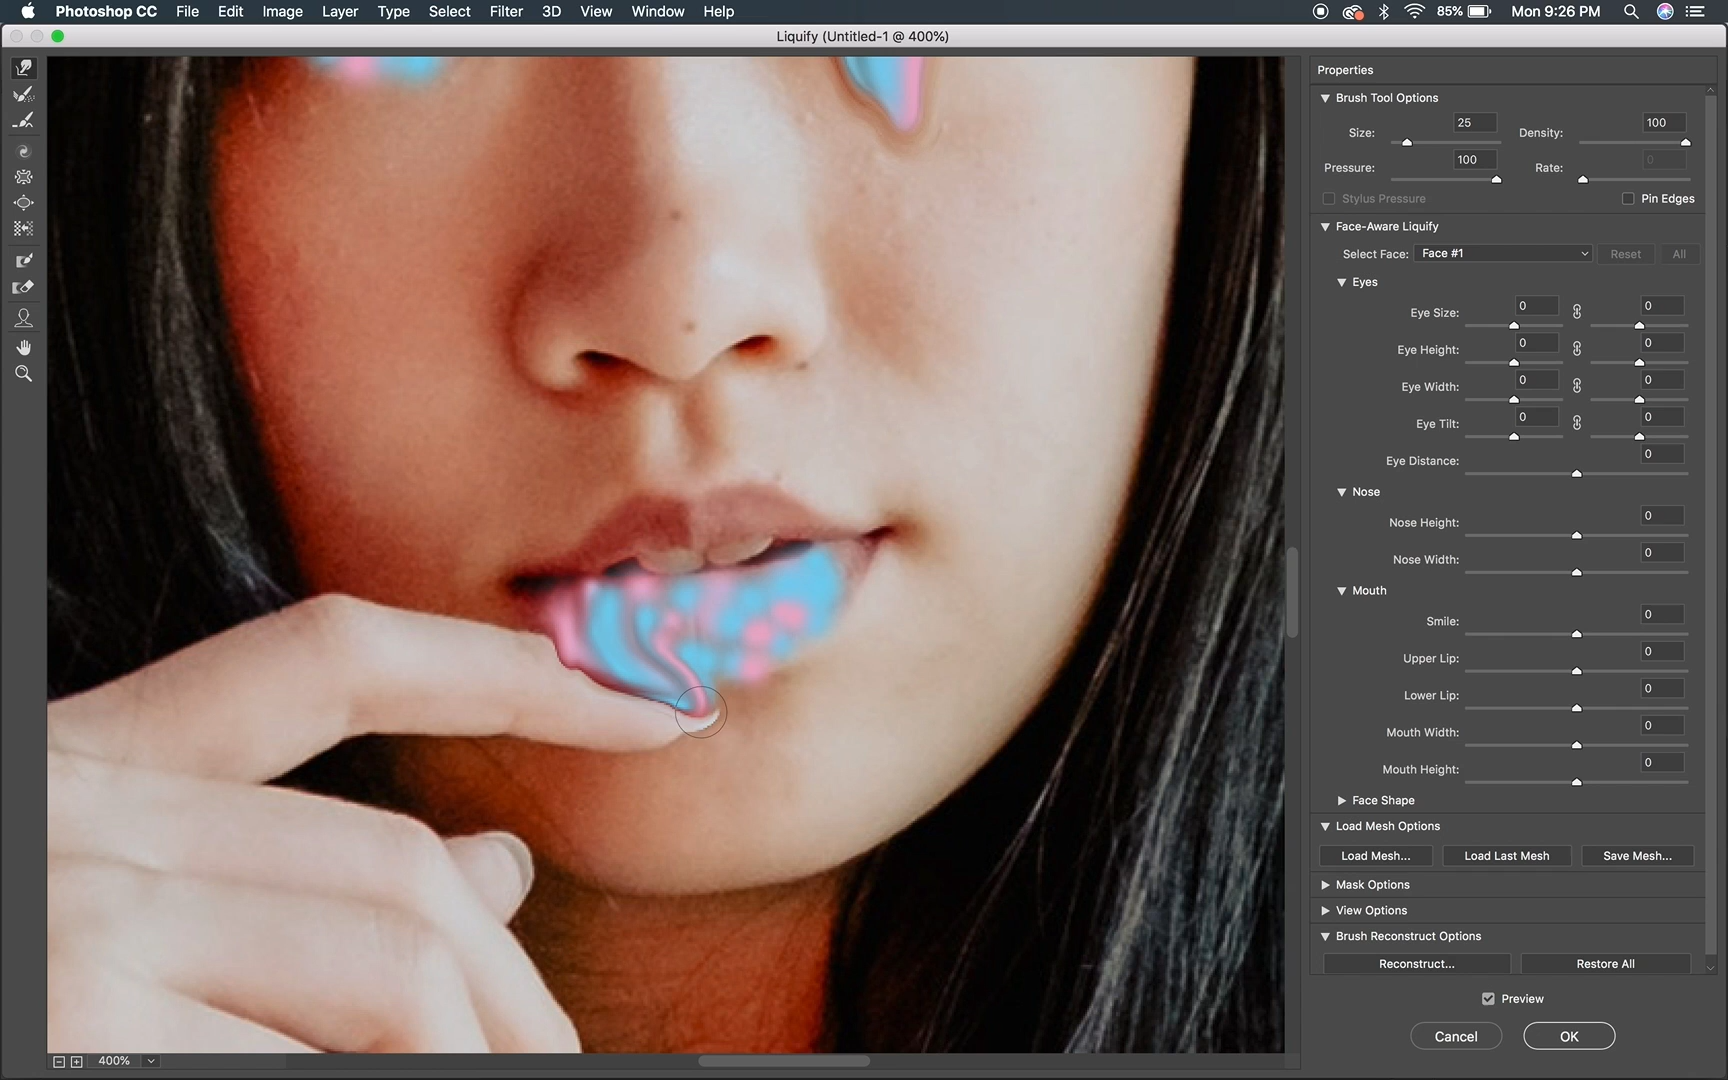 Photoshop CC File Edit Image Layer Type Select Filter 3D View Window Help 85% Mon 9:26 PM
Liquify (Untitled-1 @ 400%)
Properties
Brush Tool Options
Size: 25 Density: 100
Pressure: 100 Rate: 0
Stylus Pressure Pin Edges
Face-Aware Liquify
Select Face: Face #1 Reset All
Eyes
Eye Size: 0 0
Eye Height: 0 0
Eye Width: 0 0
Eye Tilt: 0 0
Eye Distance: 0
Nose
Nose Height: 0
Nose Width: 0
Mouth
Smile: 0
Upper Lip: 0
Lower Lip: 0
Mouth Width: 0
Mouth Height: 0
Face Shape
Load Mesh Options
Load Mesh... Load Last Mesh Save Mesh...
Mask Options
View Options
Brush Reconstruct Options
Reconstruct... Restore All
Preview
Cancel OK
400%